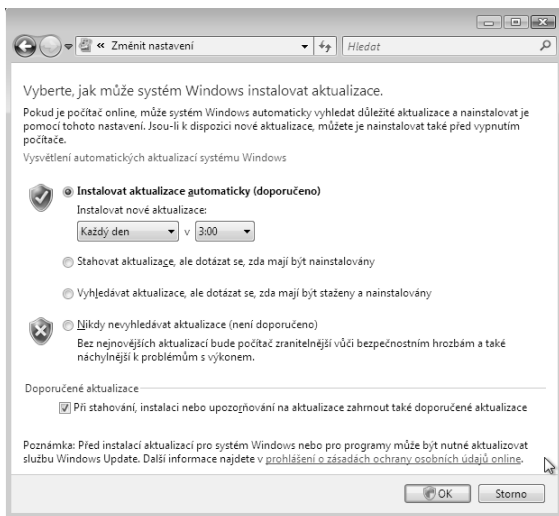 « Změnit nastavení
Hledat
Vyberte, jak může systém Windows instalovat aktualizace.
Pokud je počítač online, může systém Windows automaticky vyhledat důležité aktualizace a nainstalovat je
pomocí tohoto nastavení. Jsou-li k dispozici nové aktualizace, můžete je nainstalovat také před vypnutím
počítače.
Vysvětlení automatických aktualizací systému Windows
Instalovat aktualizace automaticky (doporučeno)
Instalovat nové aktualizace:
Každý den v 3:00
Stahovat aktualizace, ale dotázat se, zda mají být nainstalovány
Vyhledávat aktualizace, ale dotázat se, zda mají být staženy a nainstalovány
Nikdy nevyhledávat aktualizace (není doporučeno)
Bez nejnovějších aktualizací bude počítač zranitelnější vůči bezpečnostním hrozbám a také
náchylnější k problémům s výkonem.
Doporučené aktualizace
Při stahování, instalaci nebo upozorňování na aktualizace zahrnout také doporučené aktualizace
Poznámka: Před instalací aktualizací pro systém Windows nebo pro programy může být nutné aktualizovat
službu Windows Update. Další informace najdete v prohlášení o zásadách ochrany osobních údajů online.
OK Storno